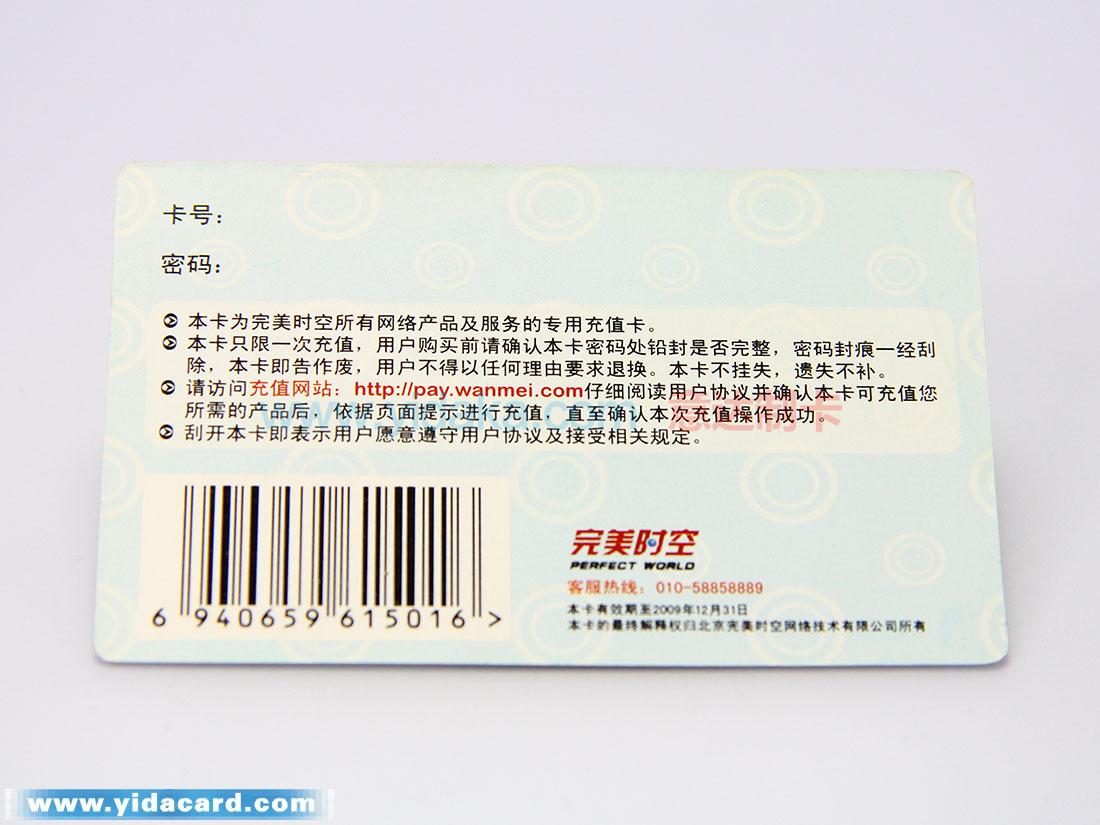 卡号:
密码:
本卡为完美时空所有网络产品及服务的专用充值卡。
本卡只限一次充值，用户购买前请确认本卡密码处铅封是否完整，密码封痕一经刮
除，本卡即告作废，用户不得以任何理由要求退换。本卡不挂失，遗失不补。
请访问充值网站：http://pay.wanmei.com仔细阅读用户协议并确认本卡可充值您
所需的产品后，依据页面提示进行充值，直至确认本次充值操作成功。
刮开本卡即表示用户愿意遵守用户协议及接受相关规定。
6 940659 615016 >
完美时空
PERFECT WORLD
客服热线：010-58858889
本卡有效期至2009年12月31日
本卡的最终解释权归北京完美时空网络技术有限公司所有
www.yidacard.com